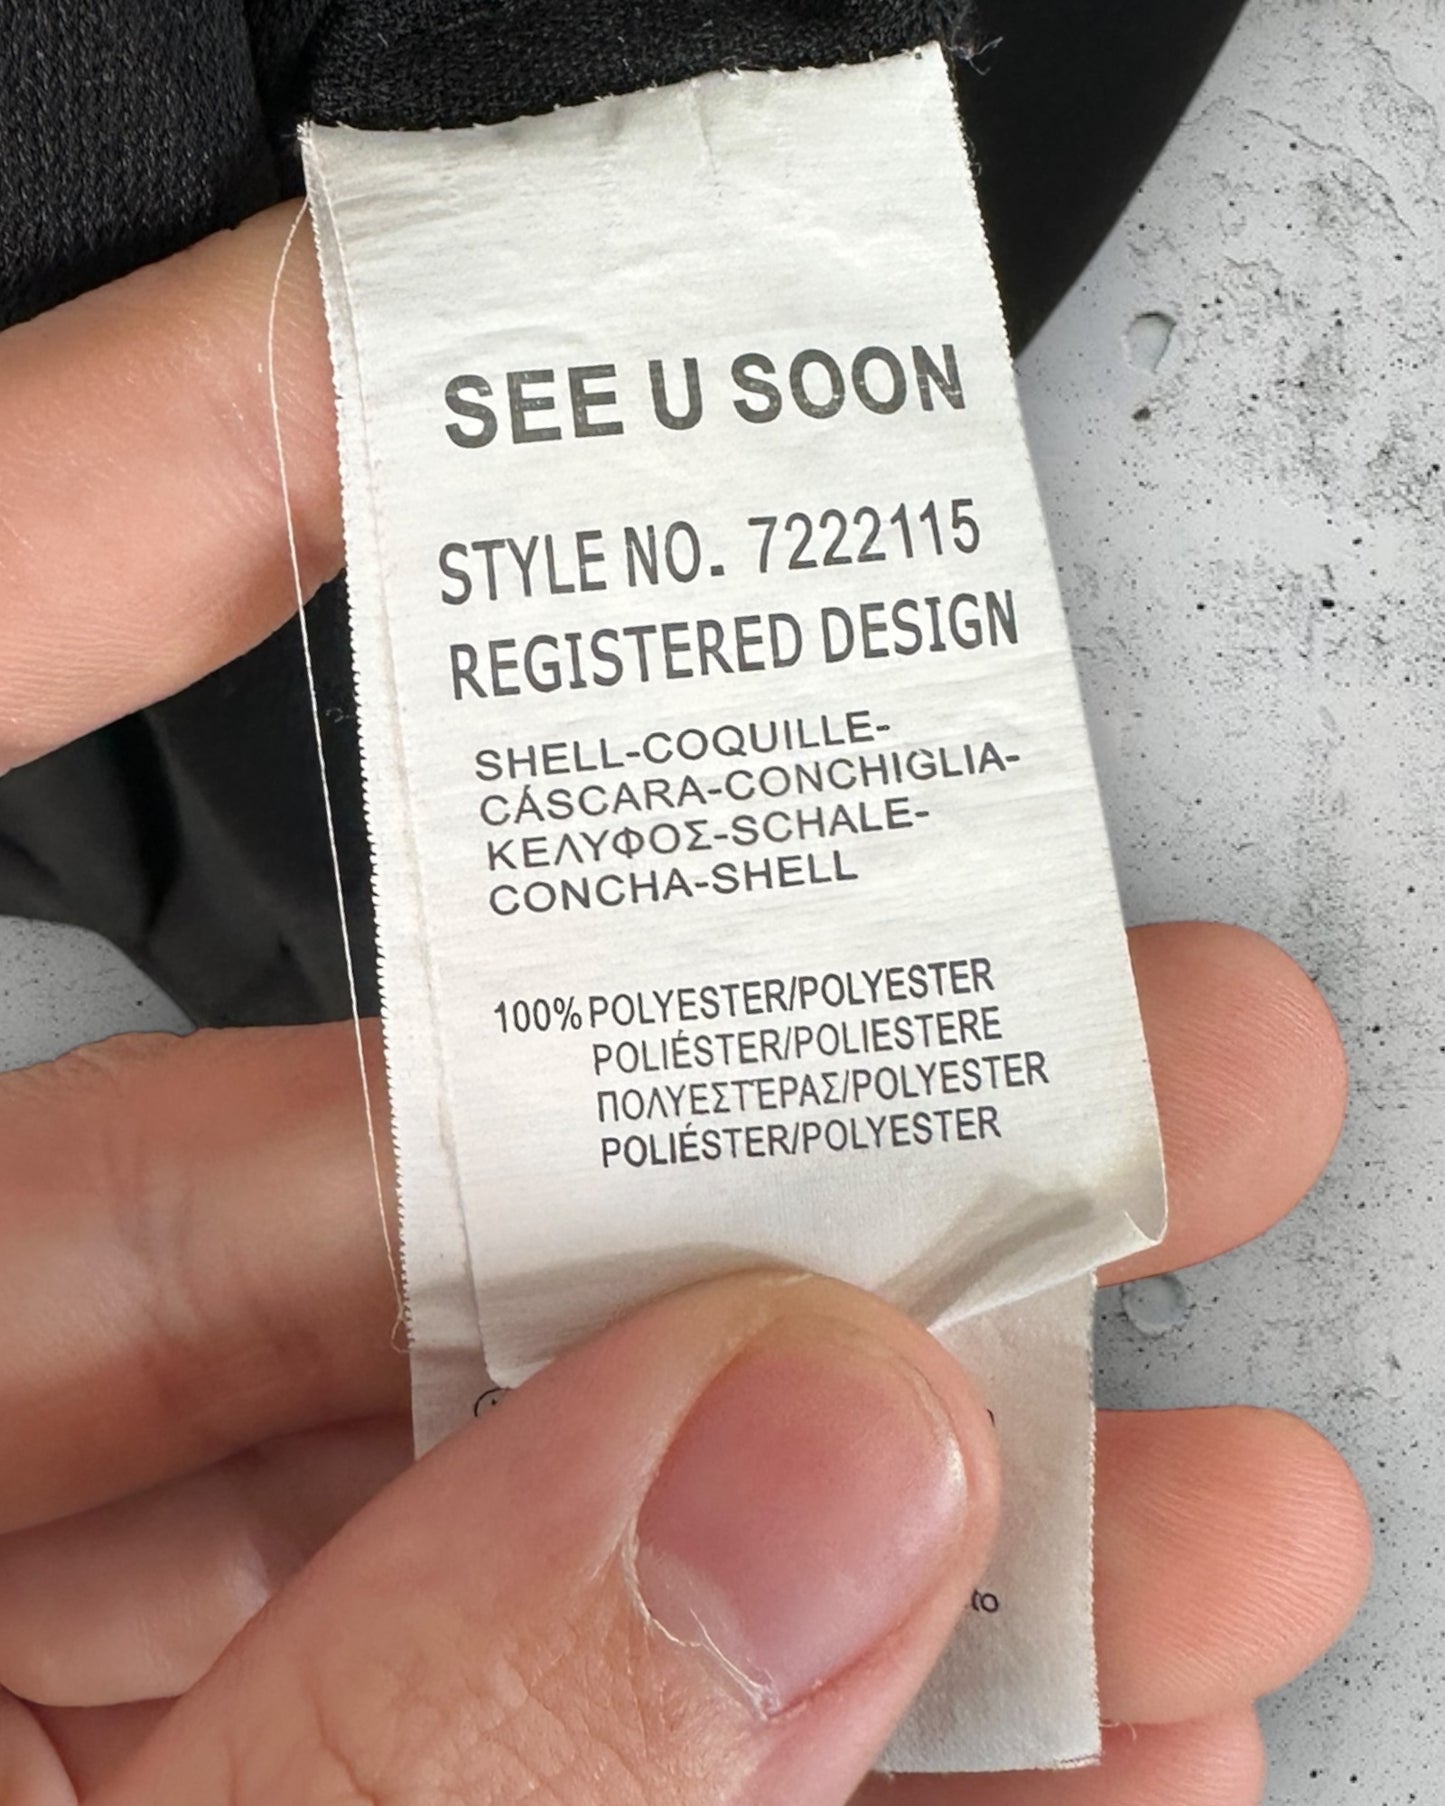 SEE U SOON
STYLE NO. 7222115
REGISTERED DESIGN
SHELL-COQUILLE-
CÁSCARA-CONCHIGLIA-
ΚΕΛΥΦΟΣ-SCHALE-
CONCHA-SHELL
100% POLYESTER/POLYESTER
POLIÉSTER/POLIESTERE
ΠΟΛΥΕΣΤΈΡΑΣ/POLYESTER
POLIÉSTER/POLYESTER